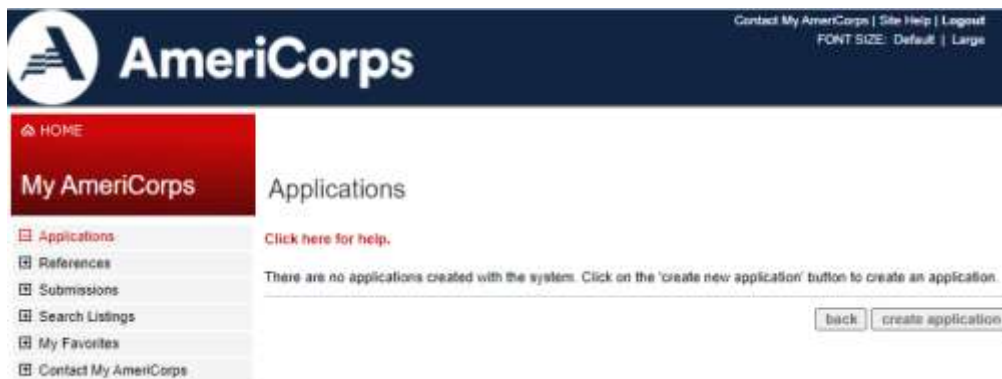 Contact My AmeriCorps | Site Help | Logout
FONT SIZE: Default | Large
AmeriCorps
HOME
My AmeriCorps
Applications
References
Submissions
Search Listings
My Favorites
Contact My AmeriCorps
Applications
Click here for help.
There are no applications created with the system. Click on the 'create new application' button to create an application.
back create application